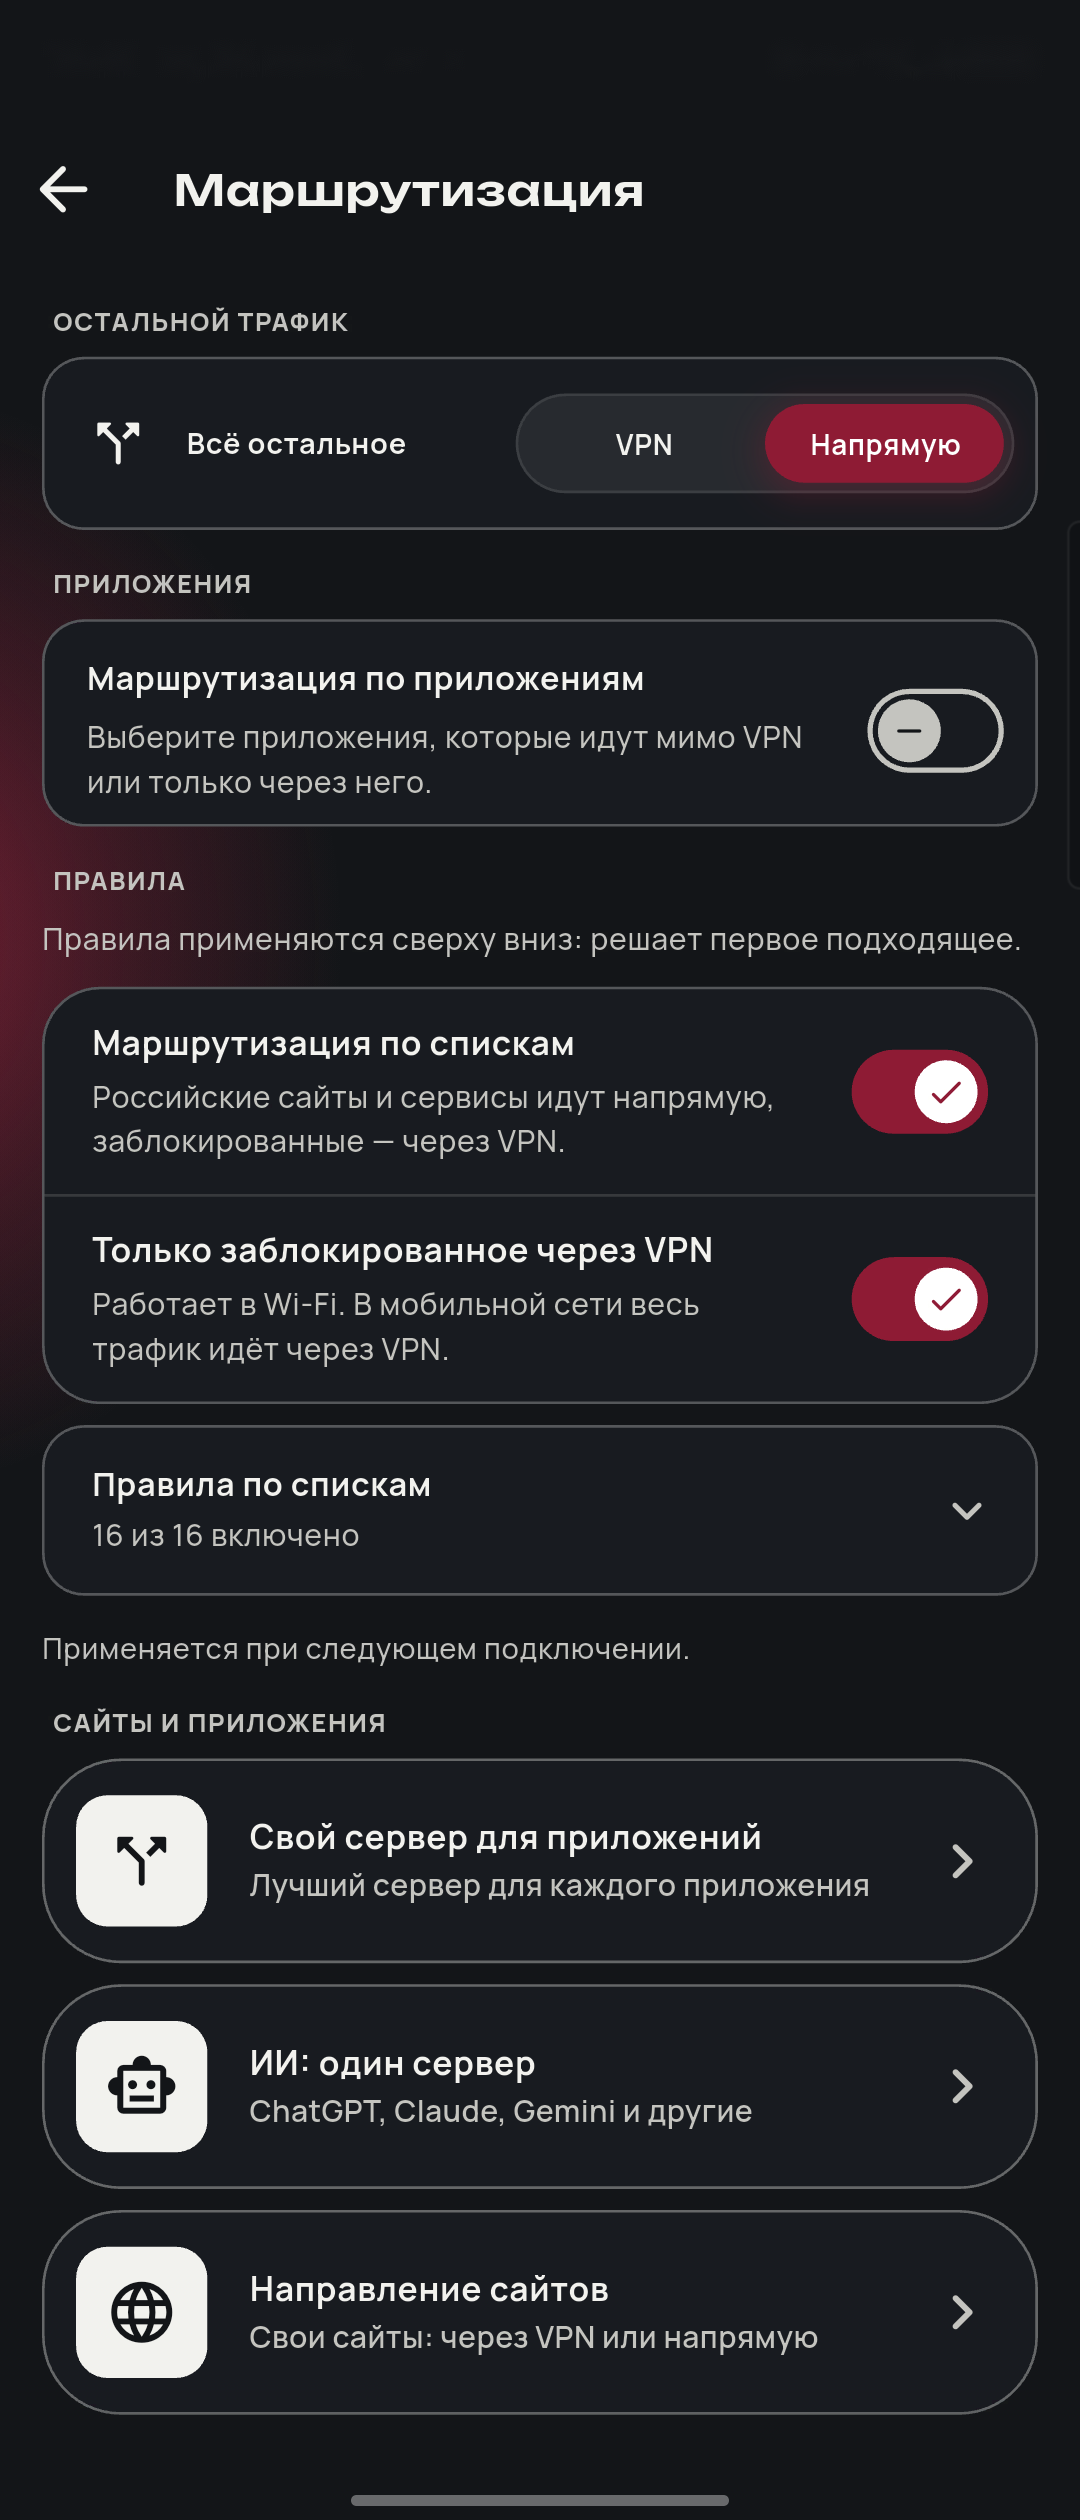 Маршрутизация
ОСТАЛЬНОЙ ТРАФИК
Всё остальное
VPN
Напрямую
ПРИЛОЖЕНИЯ
Маршрутизация по приложениям
Выберите приложения, которые идут мимо VPN
или только через него.
ПРАВИЛА
Правила применяются сверху вниз: решает первое подходящее.
Маршрутизация по спискам
Российские сайты и сервисы идут напрямую,
заблокированные — через VPN.
Только заблокированное через VPN
Работает в Wi-Fi. В мобильной сети весь
трафик идёт через VPN.
Правила по спискам
16 из 16 включено
Применяется при следующем подключении.
САЙТЫ И ПРИЛОЖЕНИЯ
Свой сервер для приложений
Лучший сервер для каждого приложения
ИИ: один сервер
ChatGPT, Claude, Gemini и другие
Направление сайтов
Свои сайты: через VPN или напрямую